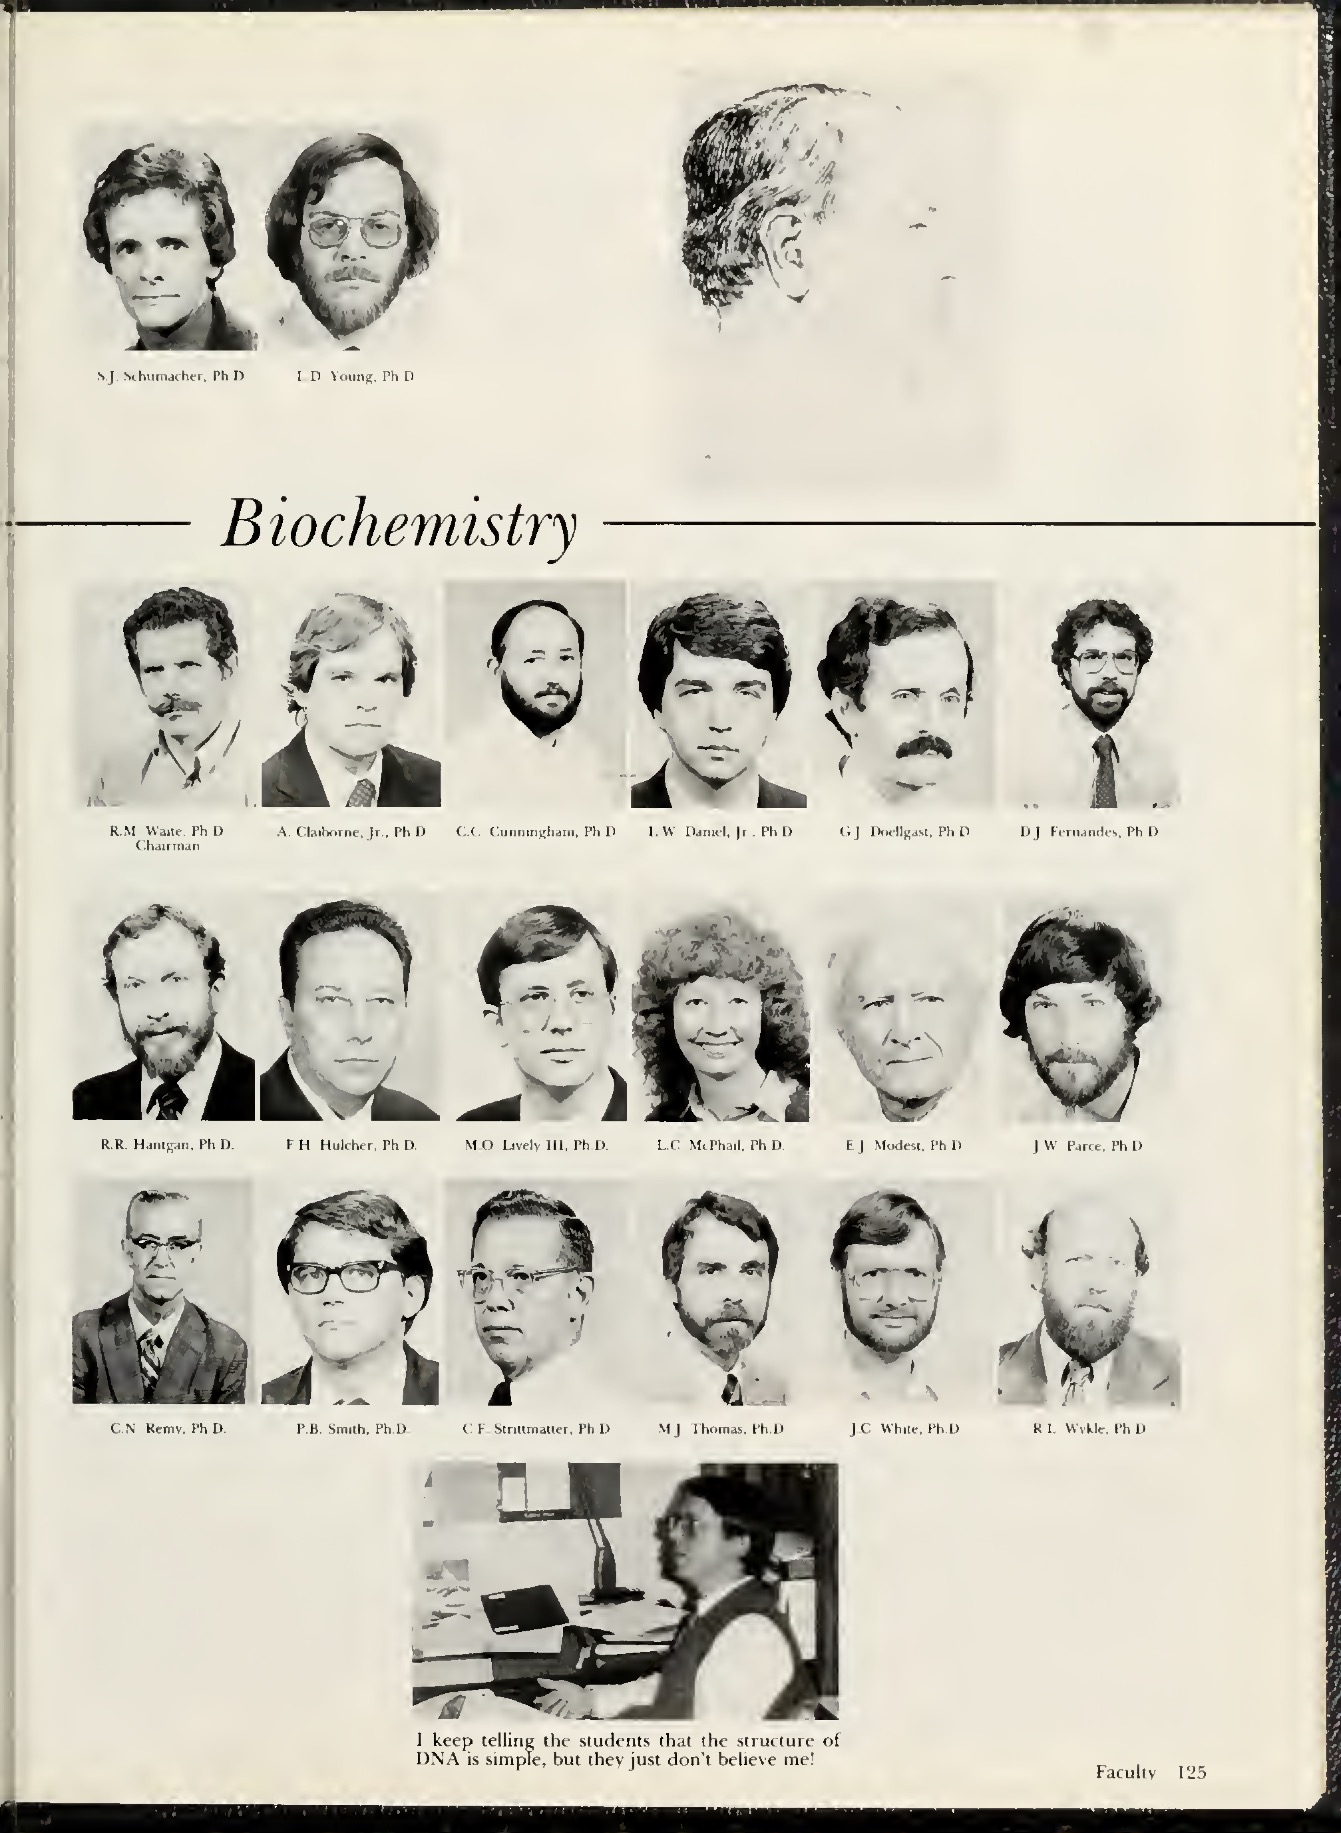 S.J. Schumacher, Ph D
L D Young, Ph D
Biochemistry
R.M Waite, Ph D
Chairman
A. Claiborne, Jr., Ph D
C.C. Cunningham, Ph D
L W Daniel, Jr., Ph D
G J Doellgast, Ph D
D J Fernandes, Ph D
R.R. Hantgan, Ph D.
F H Hulcher, Ph D.
M.O Lively III, Ph D.
L.C McPhail, Ph D.
E J Modest, Ph D
J W Parce, Ph D
C.N Remy, Ph D.
P.B. Smith, Ph.D.
C F Strittmatter, Ph D
M J Thomas, Ph.D
J.C White, Ph.D
R L Wykle, Ph D
I keep telling the students that the structure of
DNA is simple, but they just don't believe me!
Faculty 125